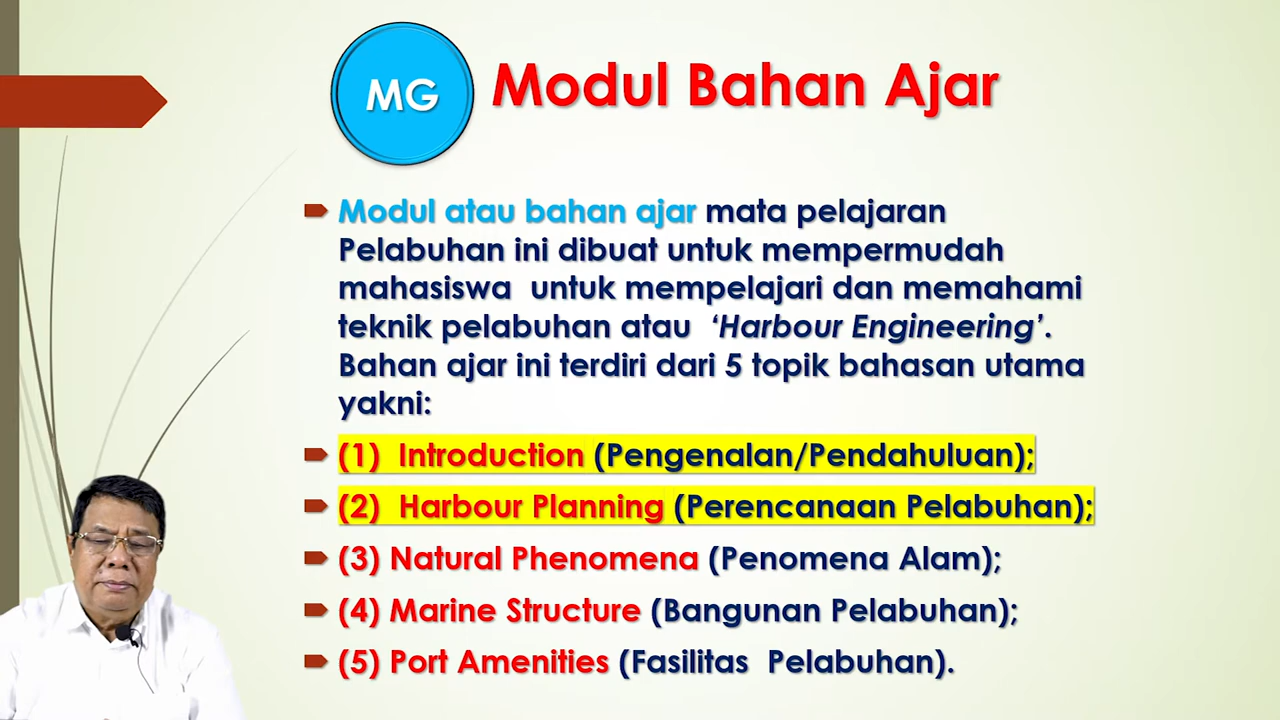 MG
Modul Bahan Ajar
Modul atau bahan ajar mata pelajaran
Pelabuhan ini dibuat untuk mempermudah
mahasiswa untuk mempelajari dan memahami
teknik pelabuhan atau ‘Harbour Engineering’.
Bahan ajar ini terdiri dari 5 topik bahasan utama
yakni:
(1) Introduction (Pengenalan/Pendahuluan);
(2) Harbour Planning (Perencanaan Pelabuhan);
(3) Natural Phenomena (Penomena Alam);
(4) Marine Structure (Bangunan Pelabuhan);
(5) Port Amenities (Fasilitas Pelabuhan).